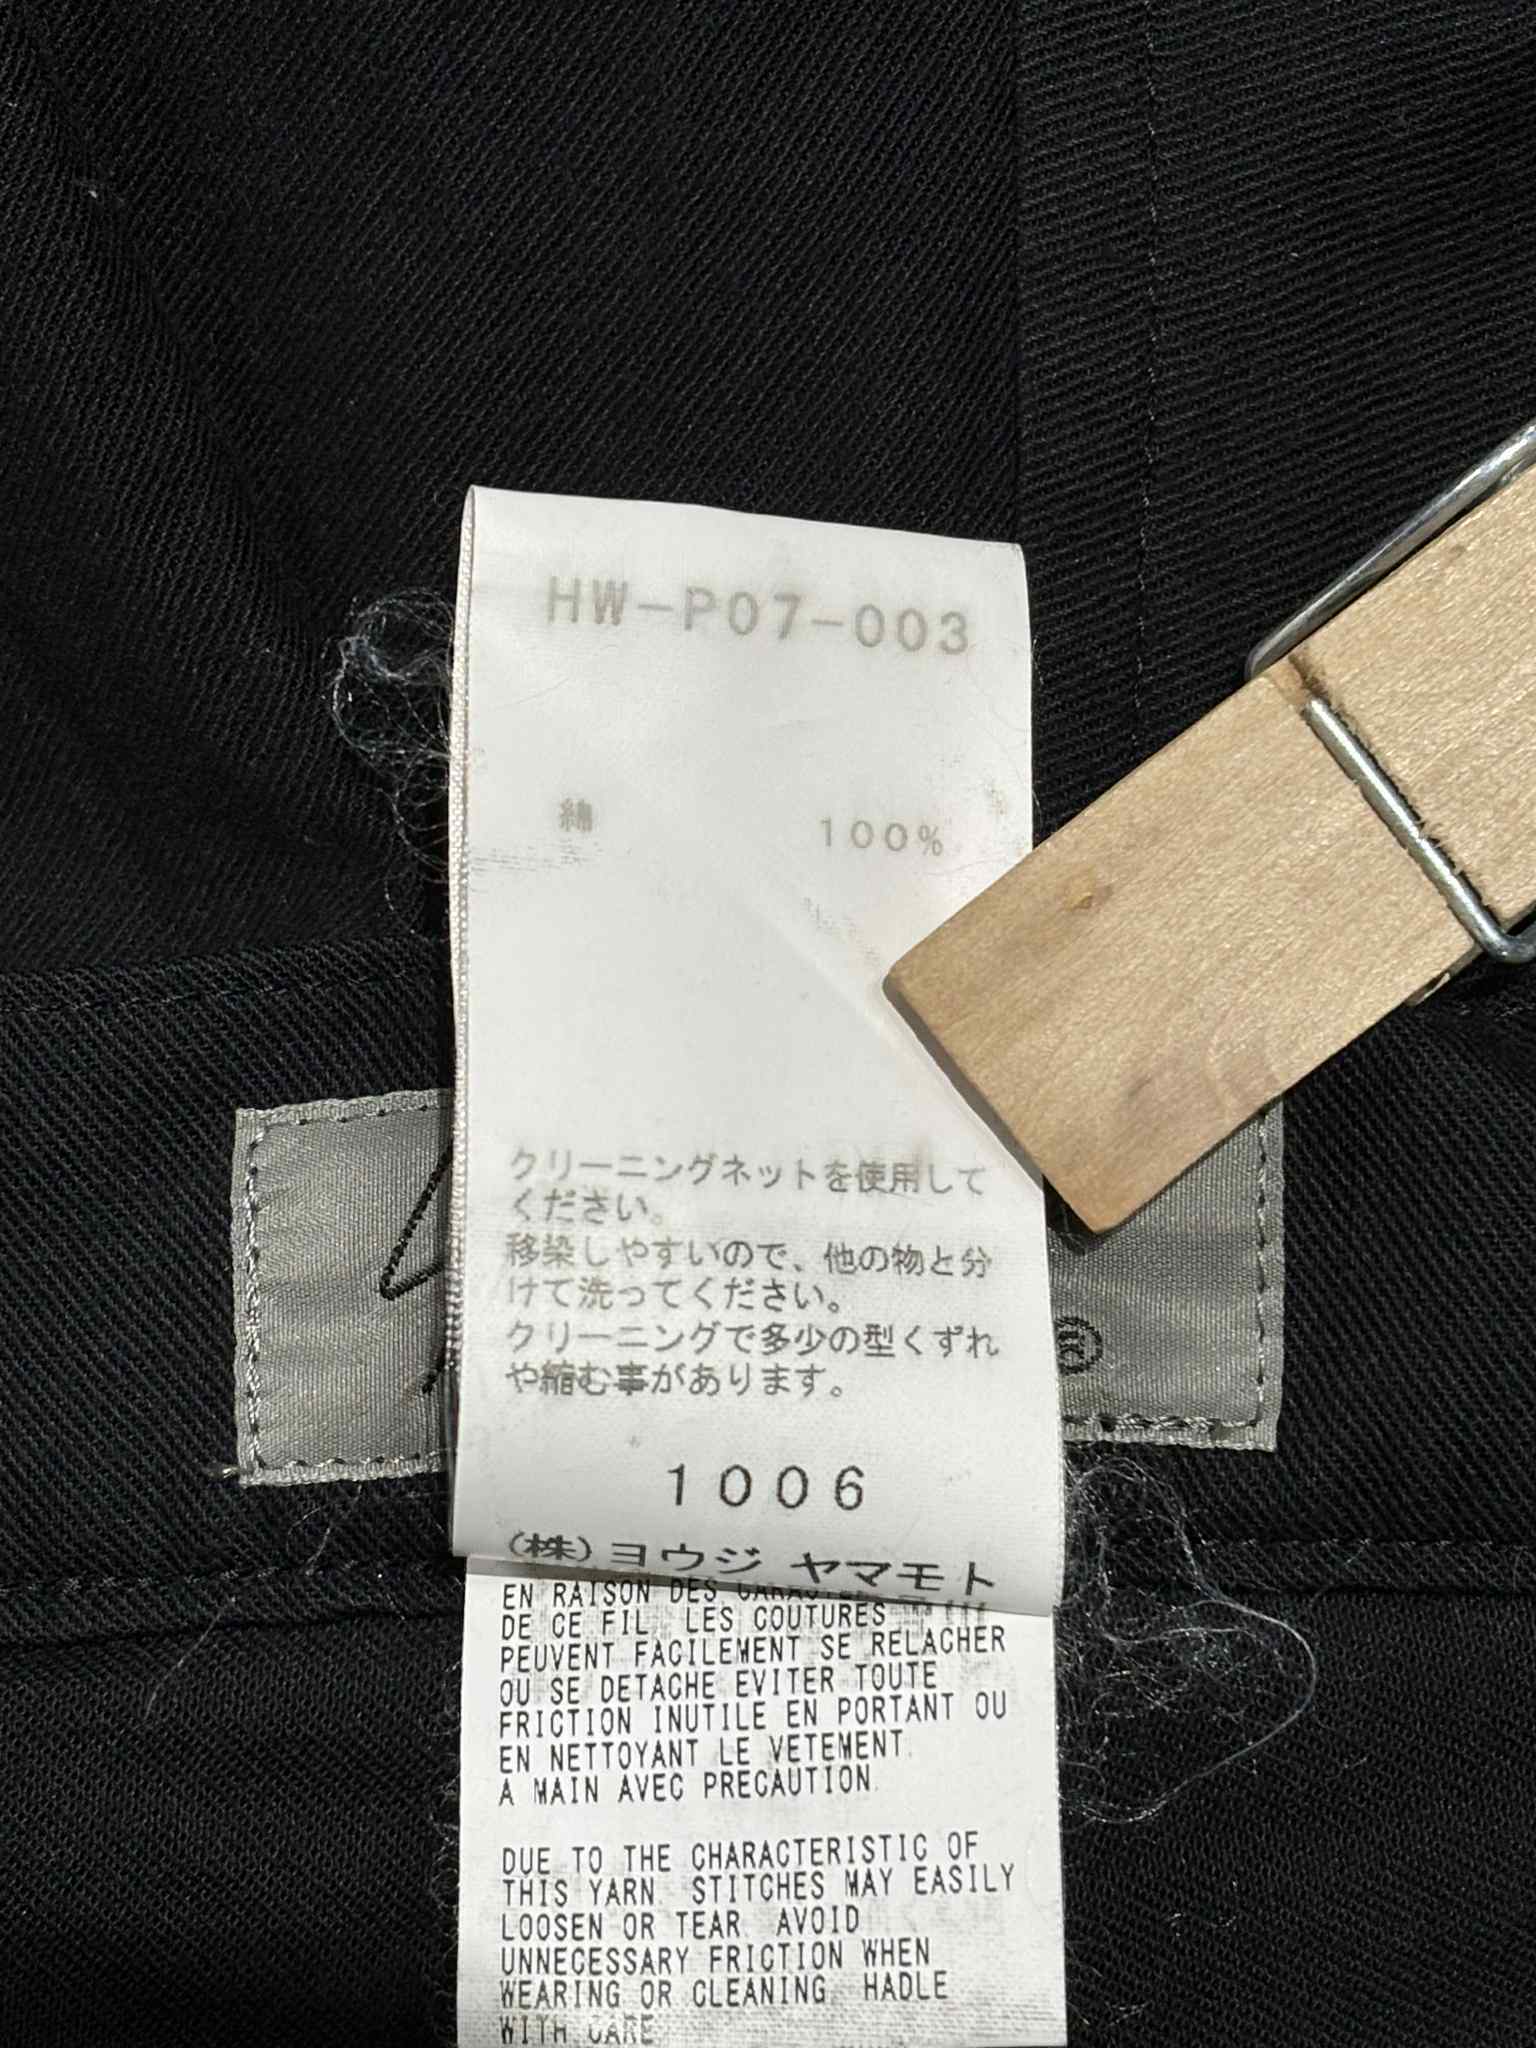 HW-P07-003
綿 100%
クリーニングネットを使用して
ください。
移染しやすいので、他の物と分
けて洗ってください。
クリーニングで多少の型くずれ
や縮む事があります。
1006
(株)ヨウジ ヤマモト
EN RAISON DES
DE CE FIL. LES COUTURES
PEUVENT FACILEMENT SE RELACHER
OU SE DETACHE EVITER TOUTE
FRICTION INUTILE EN PORTANT OU
EN NETTOYANT LE VETEMENT.
A MAIN AVEC PRECAUTION.
DUE TO THE CHARACTERISTIC OF
THIS YARN. STITCHES MAY EASILY
LOOSEN OR TEAR. AVOID
UNNECESSARY FRICTION WHEN
WEARING OR CLEANING. HADLE
WITH CARE
®